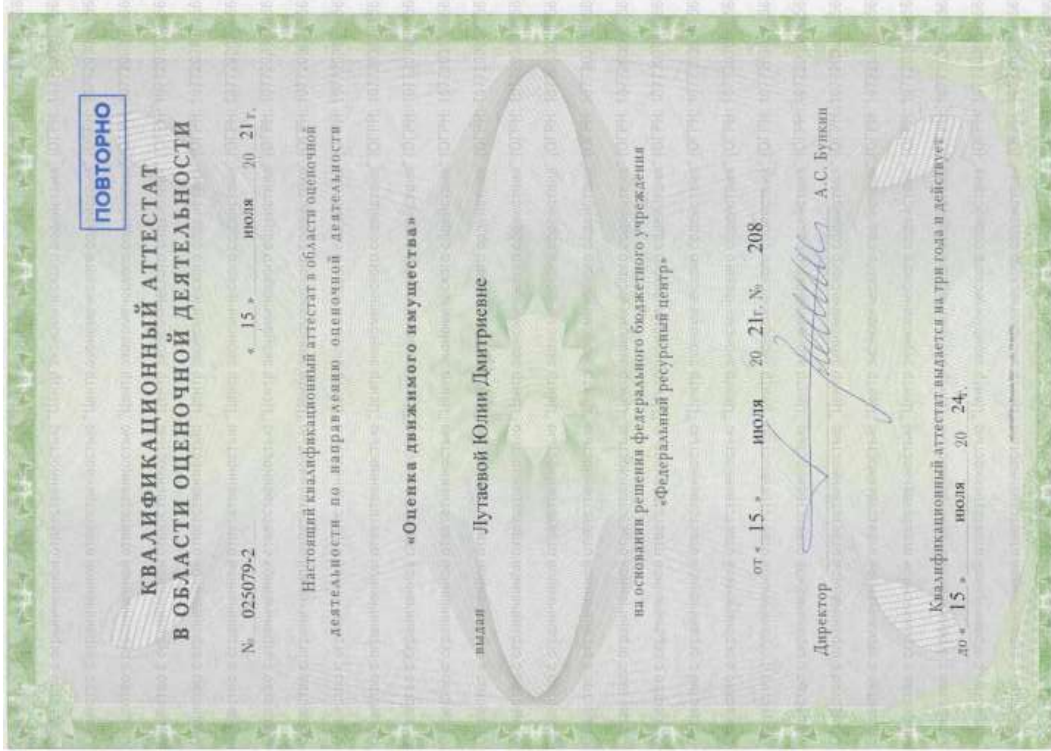 ПОВТОРНО
КВАЛИФИКАЦИОННЫЙ АТТЕСТАТ
В ОБЛАСТИ ОЦЕНОЧНОЙ ДЕЯТЕЛЬНОСТИ
№ 025079-2 « 15 » июля 20 21 г.
Настоящий квалификационный аттестат в области оценочной
деятельности по направлению оценочной деятельности
«Оценка движимого имущества»
выдан Лутаевой Юлии Дмитриевне
на основании решения федерального бюджетного учреждения
«Федеральный ресурсный центр»
от « 15 » июля 20 21г. № 208
Директор А.С. Бункин
Квалификационный аттестат выдается на три года и действует
до « 15 » июля 20 24г.